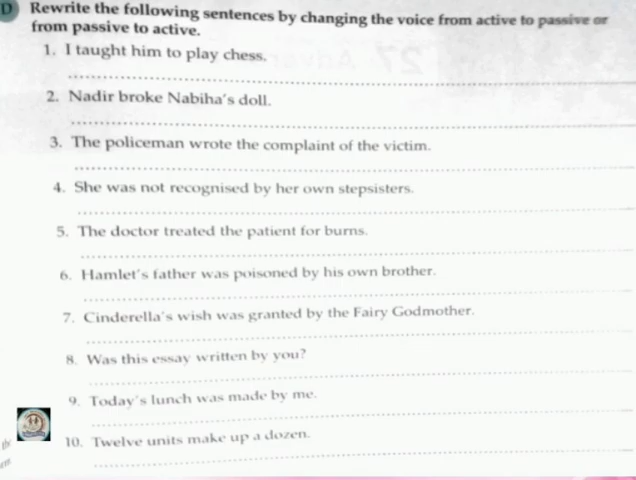 D Rewrite the following sentences by changing the voice from active to passive or
from passive to active.
1. I taught him to play chess.
2. Nadir broke Nabiha's doll.
3. The policeman wrote the complaint of the victim.
4. She was not recognised by her own stepsisters.
5. The doctor treated the patient for burns.
6. Hamlet's father was poisoned by his own brother.
7. Cinderella's wish was granted by the Fairy Godmother.
8. Was this essay written by you?
9. Today's lunch was made by me.
10. Twelve units make up a dozen.